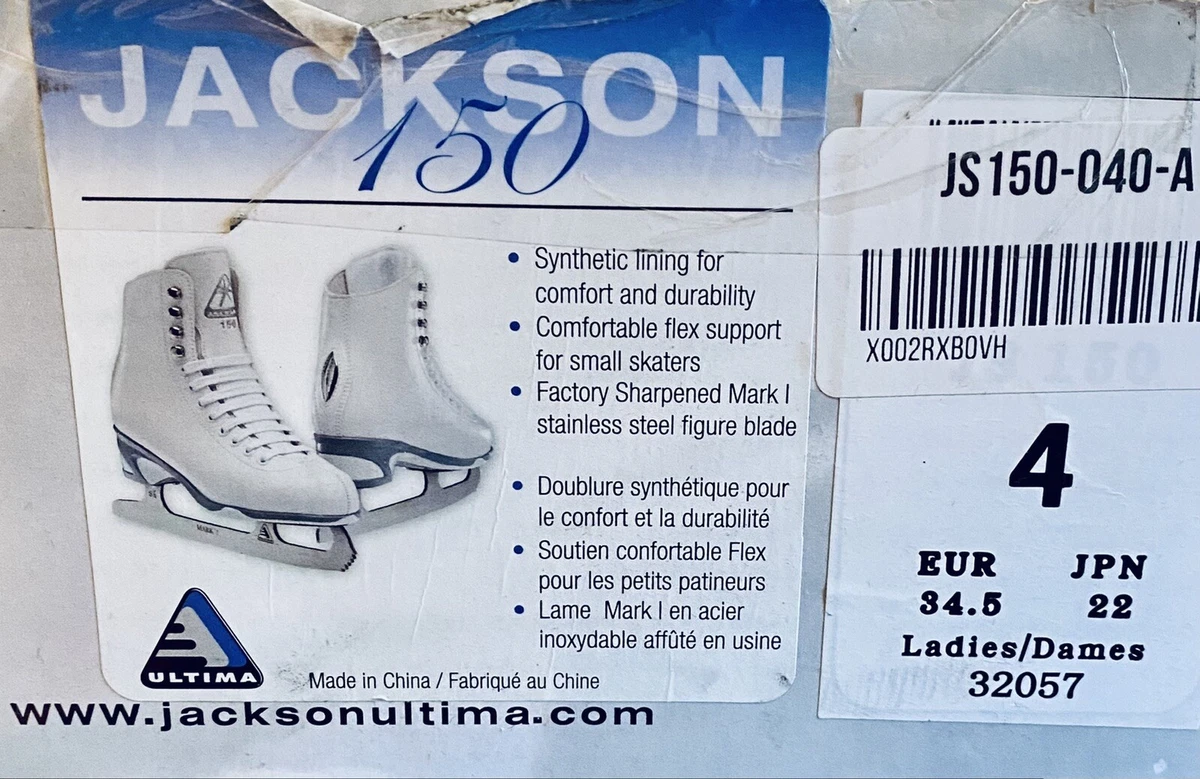 JACKSON
150
• Synthetic lining for
comfort and durability
• Comfortable flex support
for small skaters
• Factory Sharpened Mark I
stainless steel figure blade
• Doublure synthétique pour
le confort et la durabilité
• Soutien confortable Flex
pour les petits patineurs
• Lame Mark I en acier
inoxydable affûté en usine
150
MARK I
ULTIMA
Made in China / Fabriqué au Chine
www.jacksonultima.com
JS150-040-A
X002RXBOVH
4
EUR JPN
34.5 22
Ladies/Dames
32057